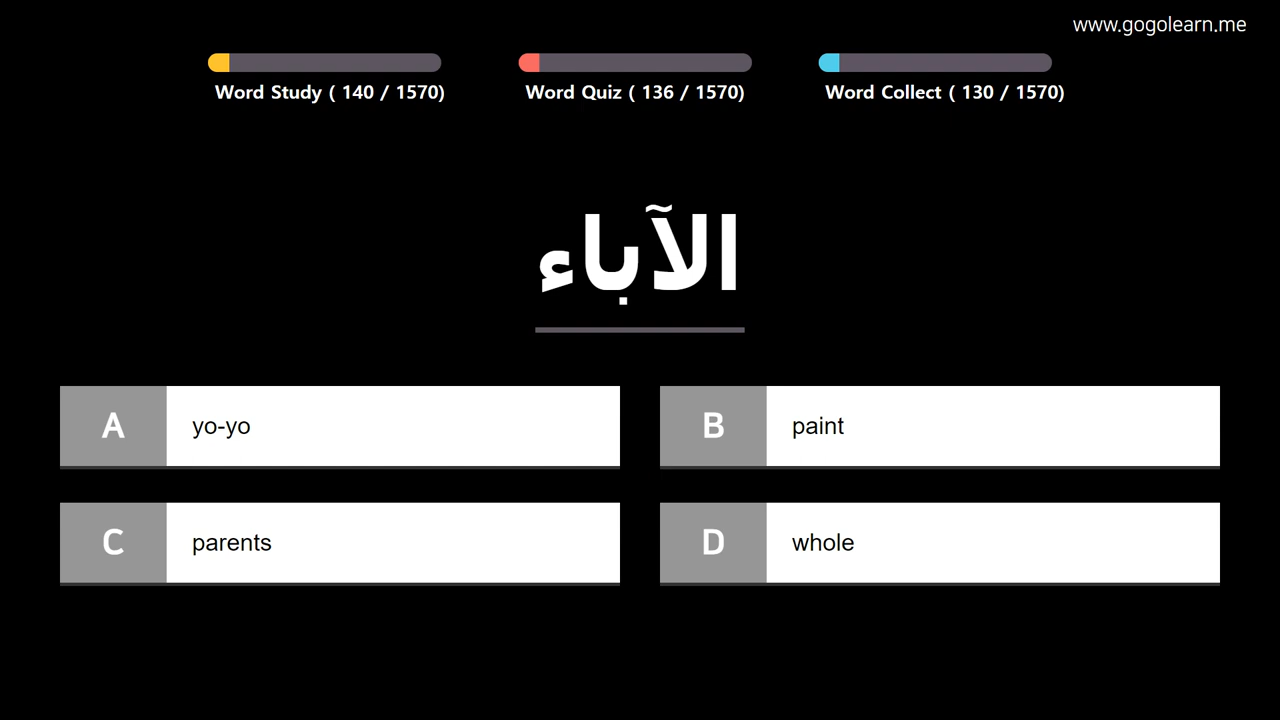 www.gogolearn.me
Word Study ( 140 / 1570)
Word Quiz ( 136 / 1570)
Word Collect ( 130 / 1570)
الآباء
A yo-yo
B paint
C parents
D whole